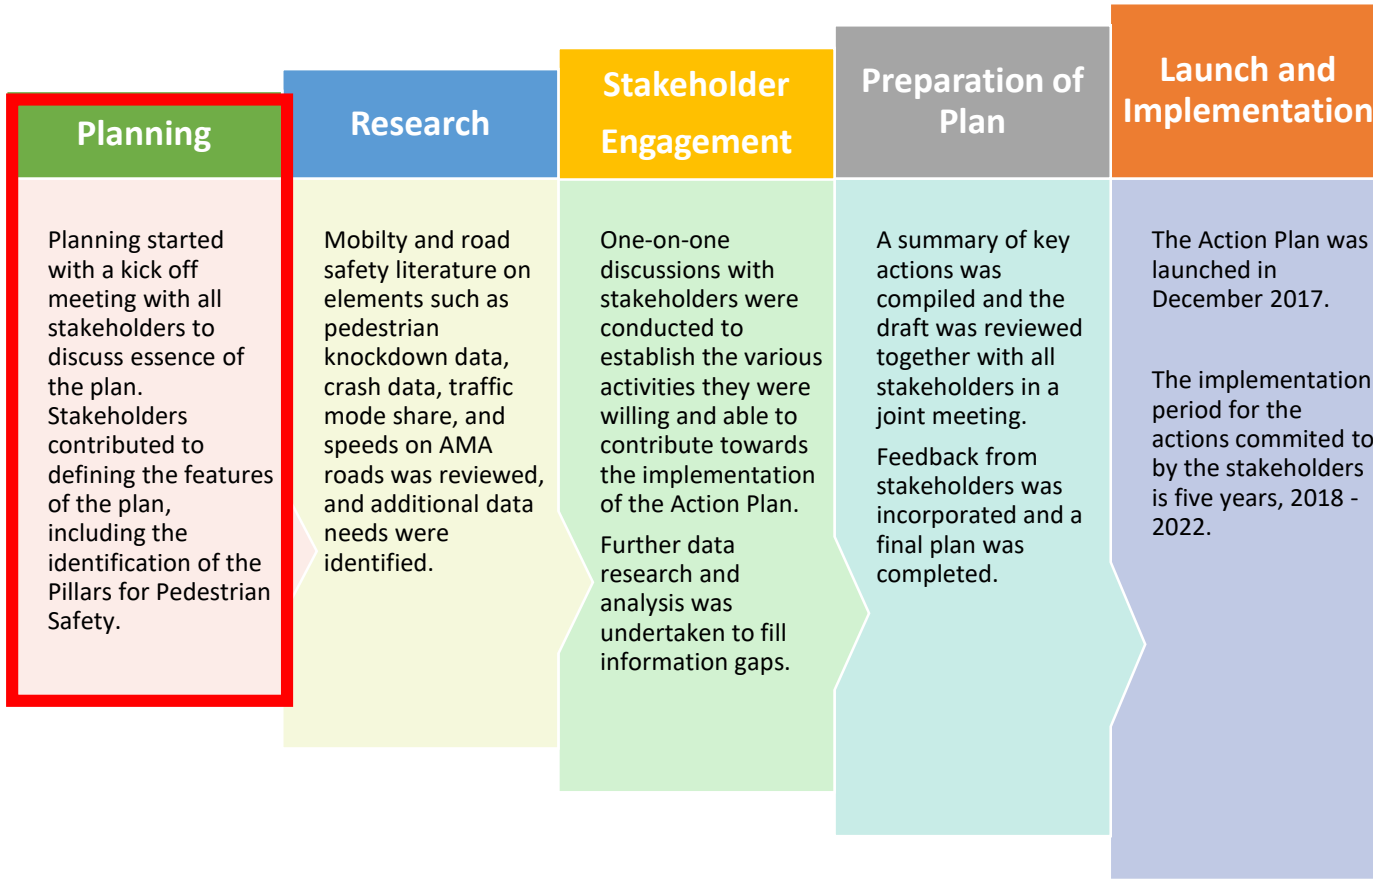 Planning
Planning started
with a kick off
meeting with all
stakeholders to
discuss essence of
the plan.
Stakeholders
contributed to
defining the features
of the plan,
including the
identification of the
Pillars for Pedestrian
Safety.
Research
Mobilty and road
safety literature on
elements such as
pedestrian
knockdown data,
crash data, traffic
mode share, and
speeds on AMA
roads was reviewed,
and additional data
needs were
identified.
Stakeholder
Engagement
One-on-one
discussions with
stakeholders were
conducted to
establish the various
activities they were
willing and able to
contribute towards
the implementation
of the Action Plan.
Further data
research and
analysis was
undertaken to fill
information gaps.
Preparation of
Plan
A summary of key
actions was
compiled and the
draft was reviewed
together with all
stakeholders in a
joint meeting.
Feedback from
stakeholders was
incorporated and a
final plan was
completed.
Launch and
Implementation
The Action Plan was
launched in
December 2017.
The implementation
period for the
actions commited to
by the stakeholders
is five years, 2018 -
2022.